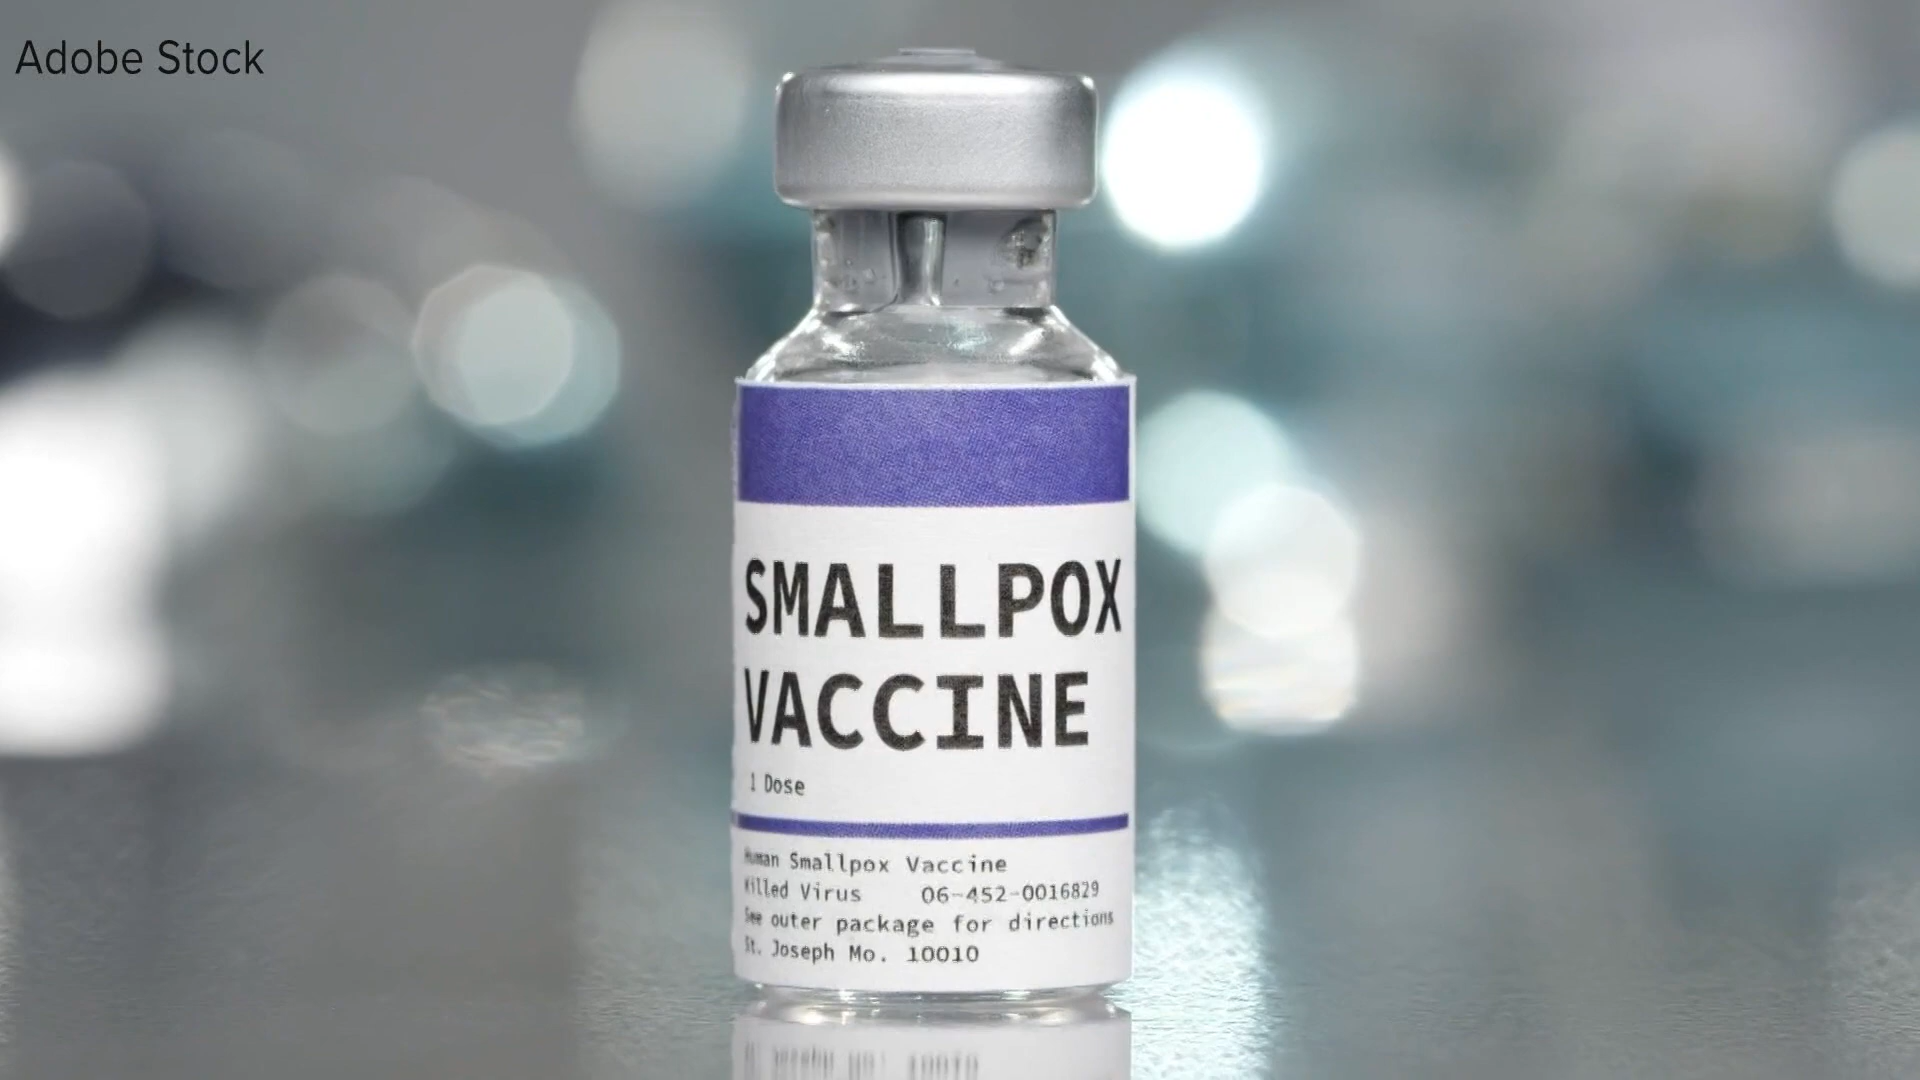 Adobe Stock
SMALLPOX
VACCINE
1 Dose
Human Smallpox Vaccine
Killed Virus 06-452-0016829
See outer package for directions
St. Joseph Mo. 10010